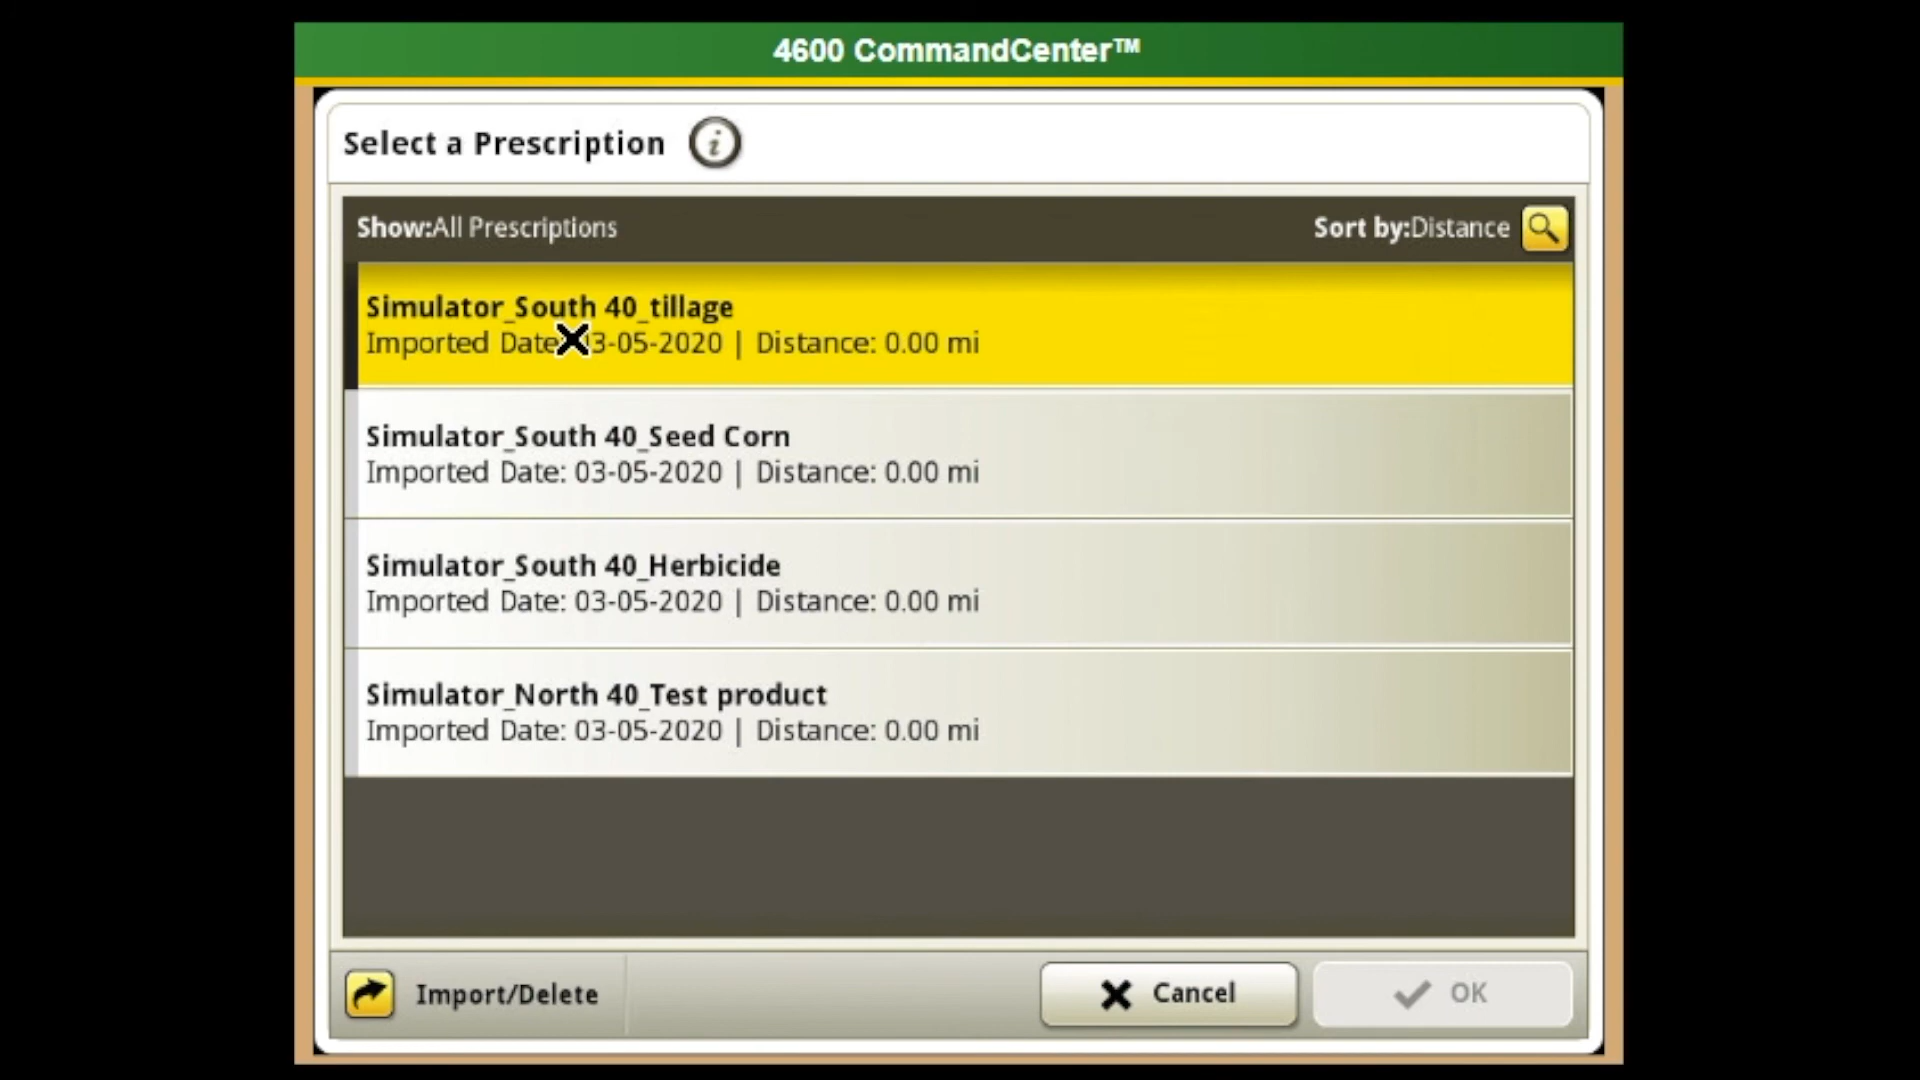 4600 CommandCenter™
Select a Prescription
Show:All Prescriptions
Sort by:Distance
Simulator_South 40_tillage
Imported Date: 3-05-2020 | Distance: 0.00 mi
Simulator_South 40_Seed Corn
Imported Date: 03-05-2020 | Distance: 0.00 mi
Simulator_South 40_Herbicide
Imported Date: 03-05-2020 | Distance: 0.00 mi
Simulator_North 40_Test product
Imported Date: 03-05-2020 | Distance: 0.00 mi
Import/Delete
Cancel
OK